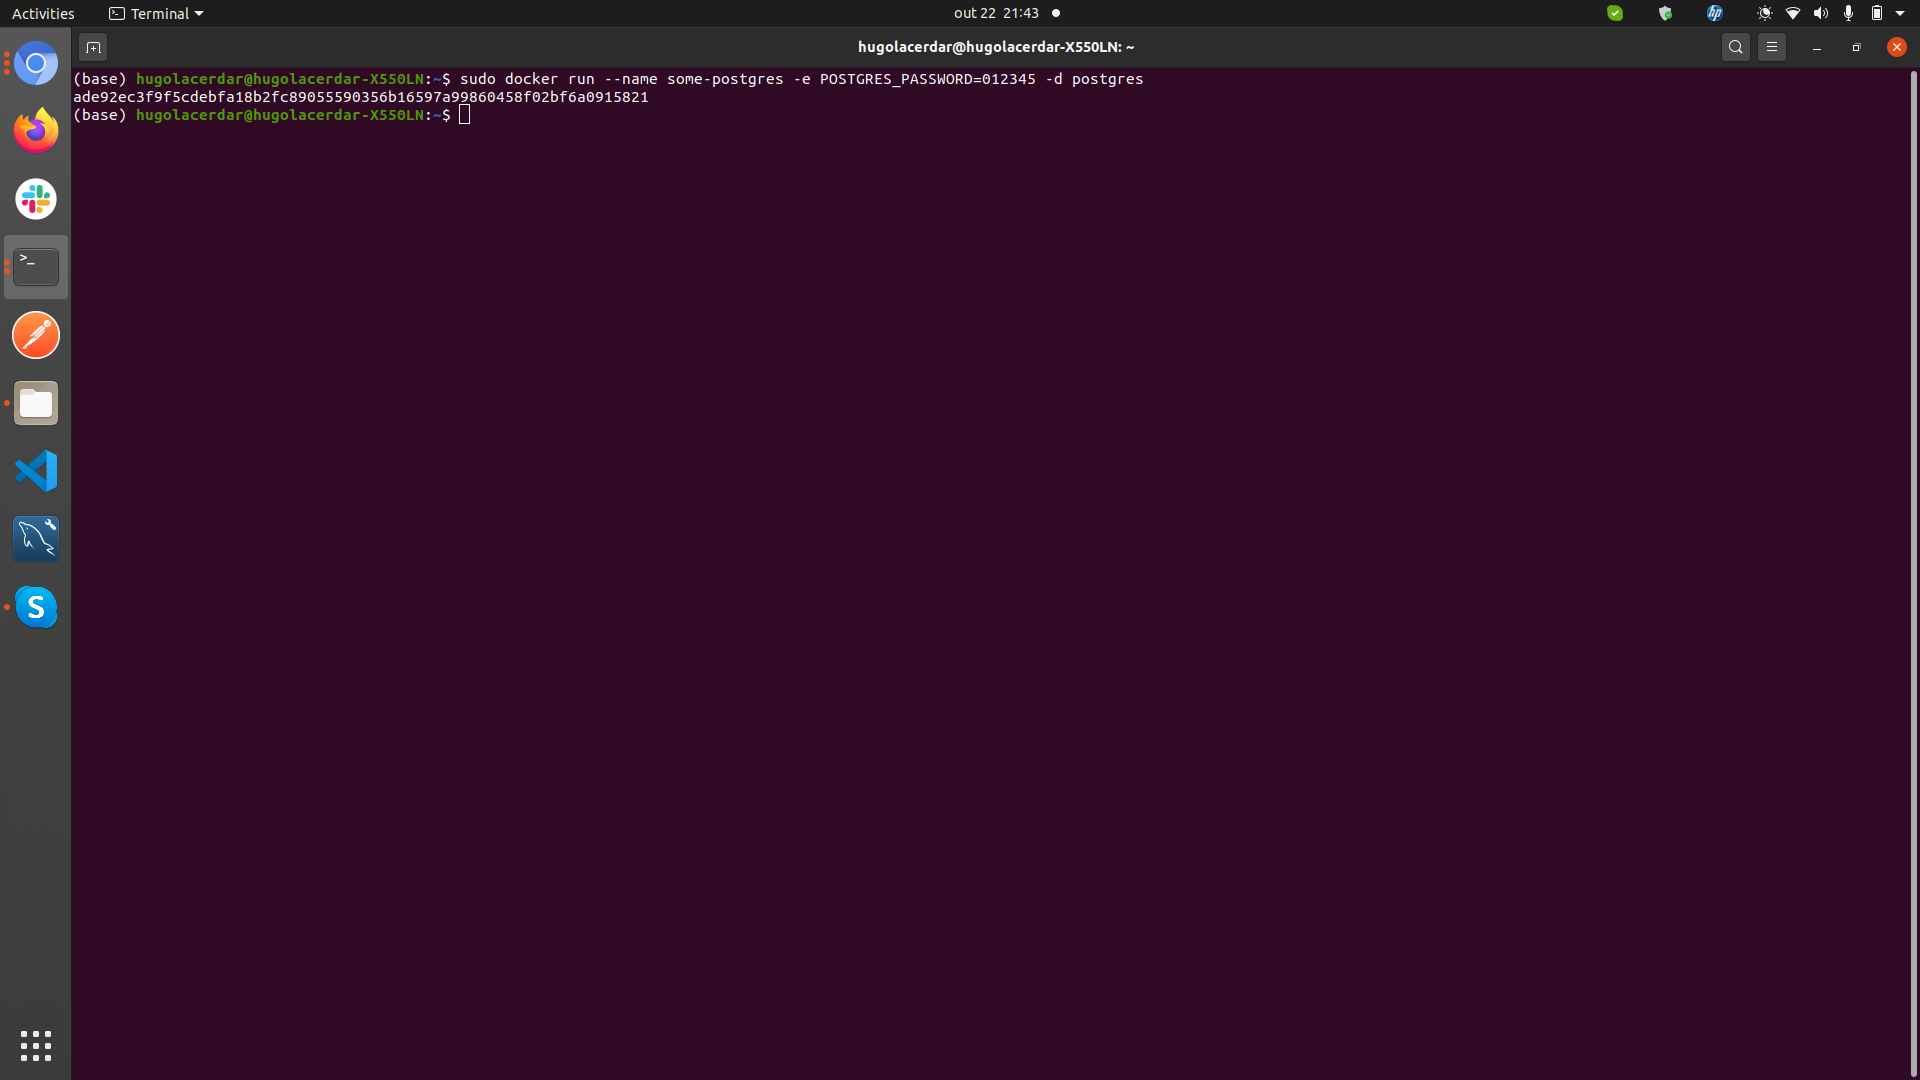 Activities
Terminal
out 22 21:43
hp
hugolacerdar@hugolacerdar-X550LN: ~
(base) hugolacerdar@hugolacerdar-X550LN:~$ sudo docker run --name some-postgres -e POSTGRES_PASSWORD=012345 -d postgres
ade92ec3f9f5cdebfa18b2fc89055590356b16597a99860458f02bf6a0915821
(base) hugolacerdar@hugolacerdar-X550LN:~$
>_
S